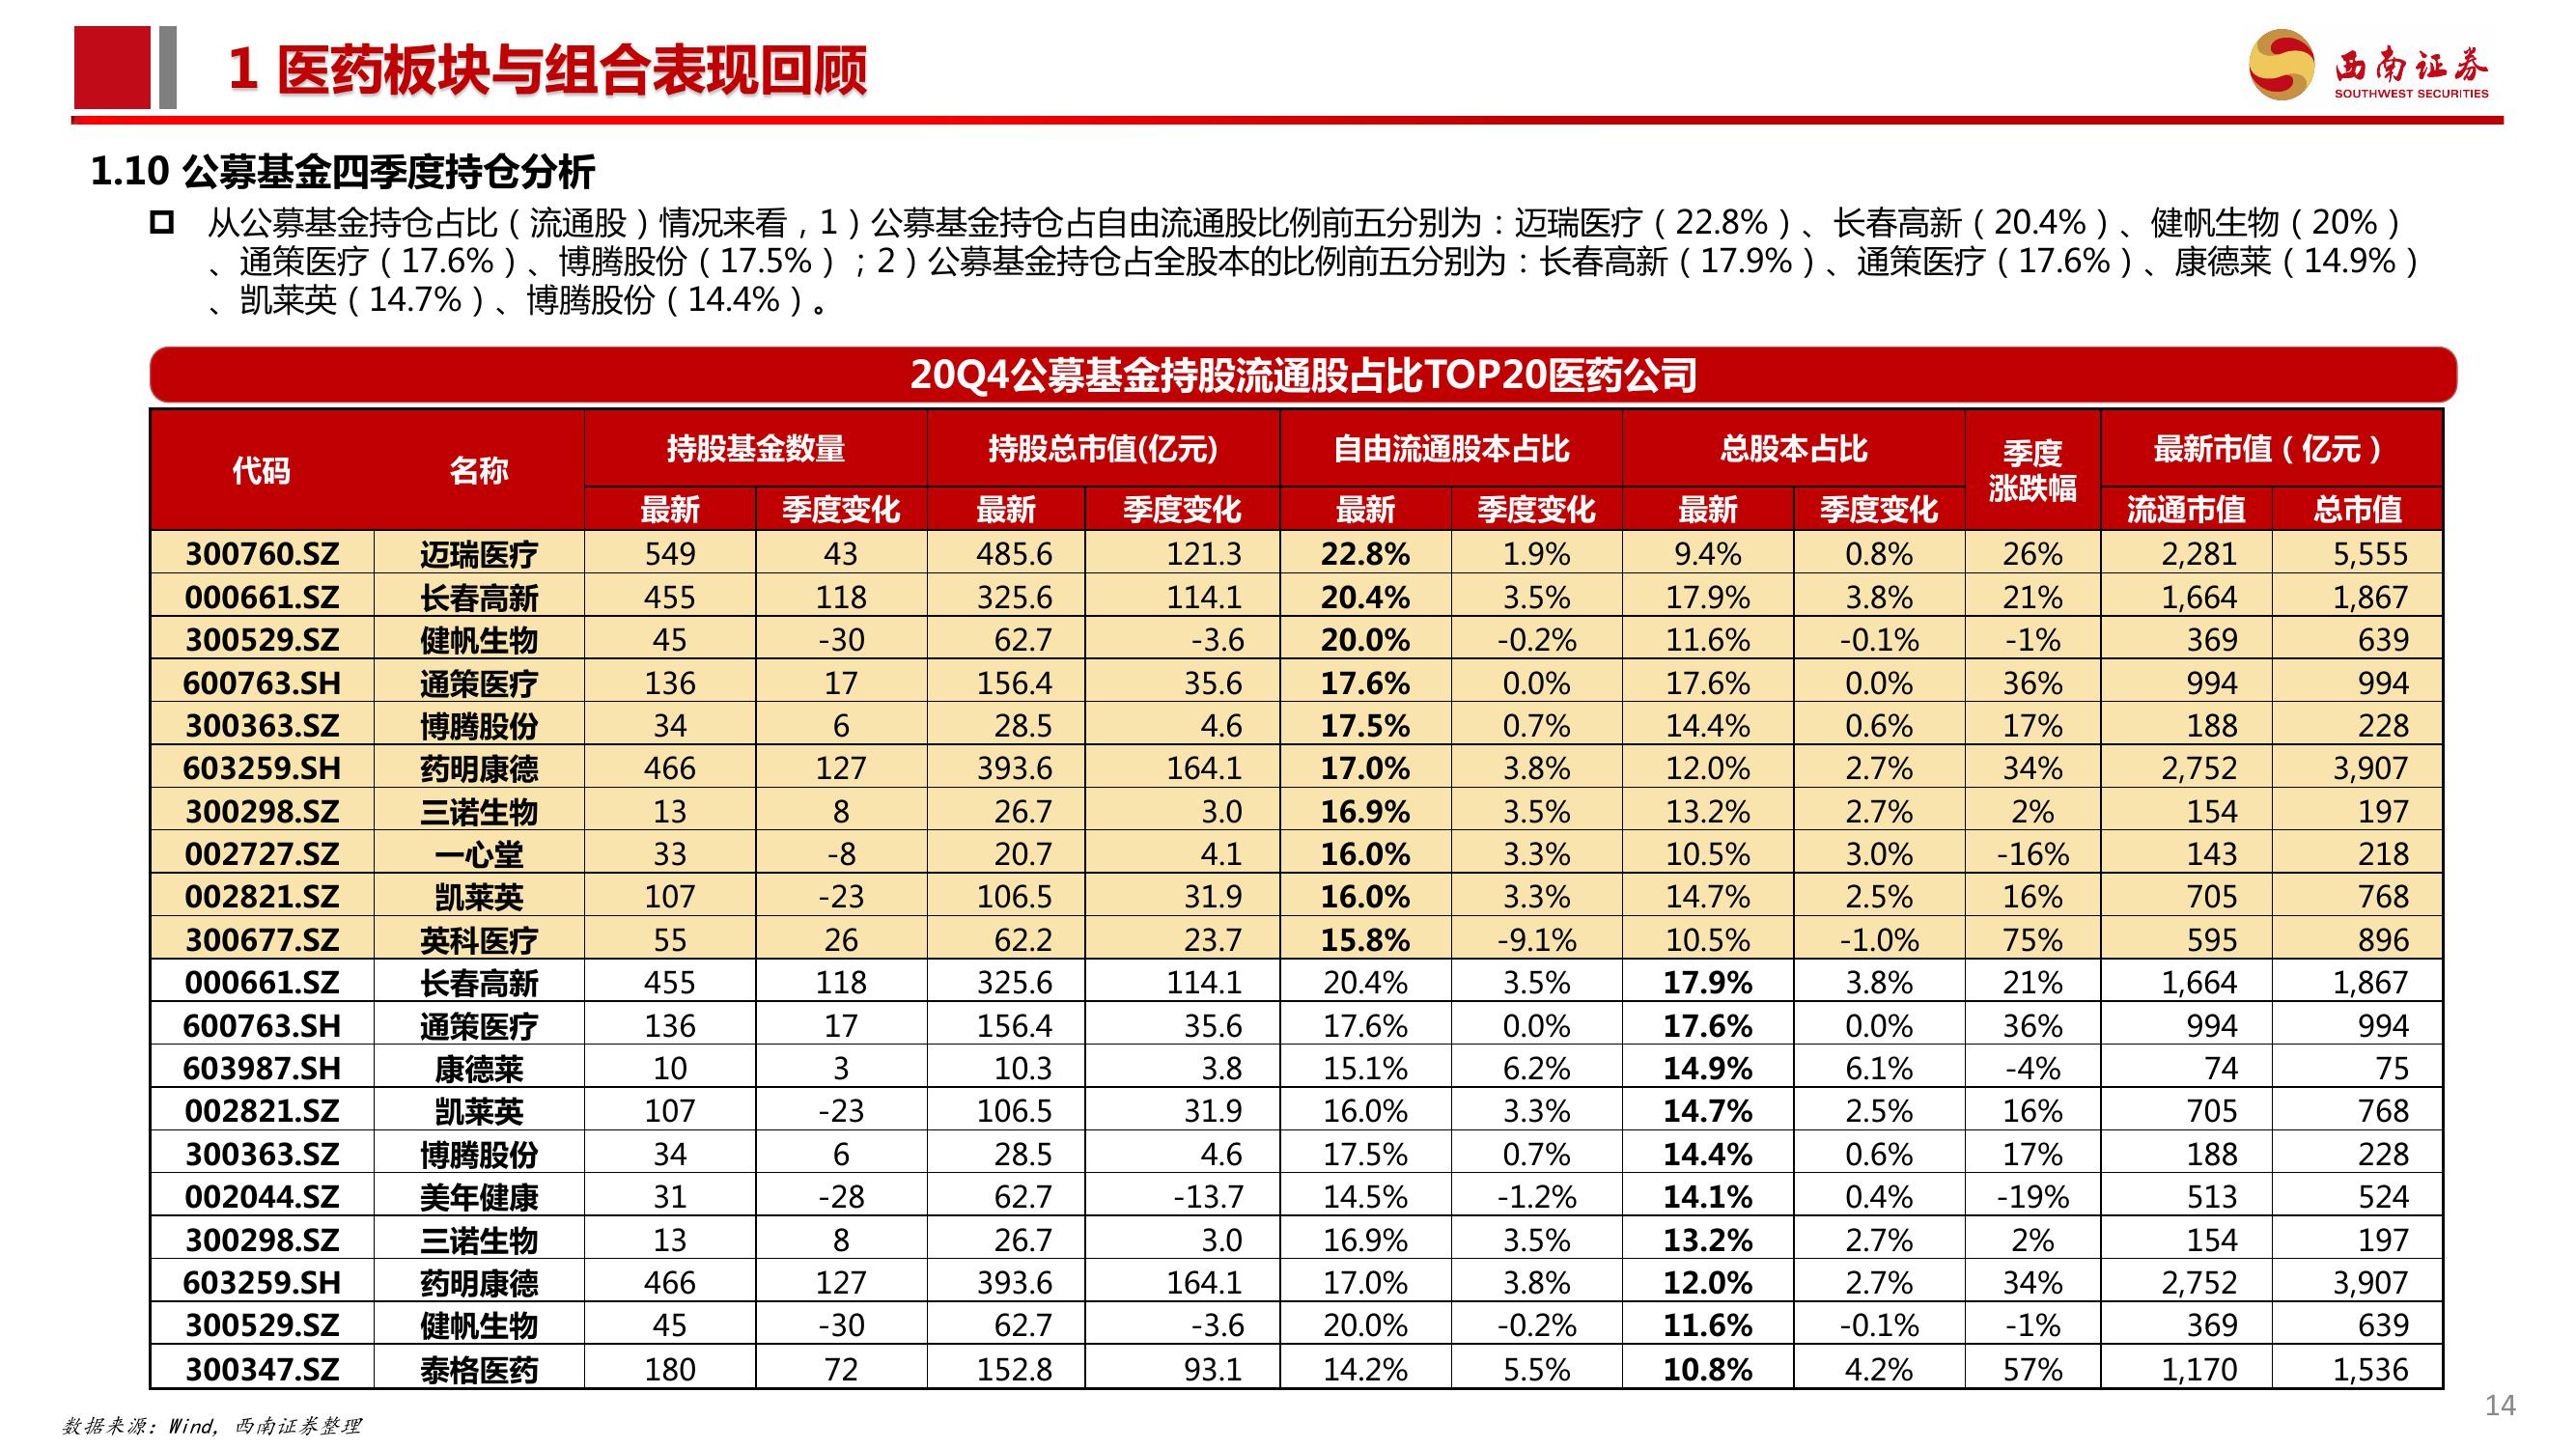 1 医药板块与组合表现回顾
西南证券
SOUTHWEST SECURITIES
1.10 公募基金四季度持仓分析
从公募基金持仓占比（流通股）情况来看，1）公募基金持仓占自由流通股比例前五分别为：迈瑞医疗（22.8%）、长春高新（20.4%）、健帆生物（20%）
、通策医疗（17.6%）、博腾股份（17.5%）；2）公募基金持仓占全股本的比例前五分别为：长春高新（17.9%）、通策医疗（17.6%）、康德莱（14.9%）
、凯莱英（14.7%）、博腾股份（14.4%）。
20Q4公募基金持股流通股占比TOP20医药公司
代码 名称 持股基金数量 持股总市值(亿元) 自由流通股本占比 总股本占比 季度涨跌幅 最新市值（亿元）
最新 季度变化 最新 季度变化 最新 季度变化 最新 季度变化 流通市值 总市值
300760.SZ 迈瑞医疗 549 43 485.6 121.3 22.8% 1.9% 9.4% 0.8% 26% 2,281 5,555
000661.SZ 长春高新 455 118 325.6 114.1 20.4% 3.5% 17.9% 3.8% 21% 1,664 1,867
300529.SZ 健帆生物 45 -30 62.7 -3.6 20.0% -0.2% 11.6% -0.1% -1% 369 639
600763.SH 通策医疗 136 17 156.4 35.6 17.6% 0.0% 17.6% 0.0% 36% 994 994
300363.SZ 博腾股份 34 6 28.5 4.6 17.5% 0.7% 14.4% 0.6% 17% 188 228
603259.SH 药明康德 466 127 393.6 164.1 17.0% 3.8% 12.0% 2.7% 34% 2,752 3,907
300298.SZ 三诺生物 13 8 26.7 3.0 16.9% 3.5% 13.2% 2.7% 2% 154 197
002727.SZ 一心堂 33 -8 20.7 4.1 16.0% 3.3% 10.5% 3.0% -16% 143 218
002821.SZ 凯莱英 107 -23 106.5 31.9 16.0% 3.3% 14.7% 2.5% 16% 705 768
300677.SZ 英科医疗 55 26 62.2 23.7 15.8% -9.1% 10.5% -1.0% 75% 595 896
000661.SZ 长春高新 455 118 325.6 114.1 20.4% 3.5% 17.9% 3.8% 21% 1,664 1,867
600763.SH 通策医疗 136 17 156.4 35.6 17.6% 0.0% 17.6% 0.0% 36% 994 994
603987.SH 康德莱 10 3 10.3 3.8 15.1% 6.2% 14.9% 6.1% -4% 74 75
002821.SZ 凯莱英 107 -23 106.5 31.9 16.0% 3.3% 14.7% 2.5% 16% 705 768
300363.SZ 博腾股份 34 6 28.5 4.6 17.5% 0.7% 14.4% 0.6% 17% 188 228
002044.SZ 美年健康 31 -28 62.7 -13.7 14.5% -1.2% 14.1% 0.4% -19% 513 524
300298.SZ 三诺生物 13 8 26.7 3.0 16.9% 3.5% 13.2% 2.7% 2% 154 197
603259.SH 药明康德 466 127 393.6 164.1 17.0% 3.8% 12.0% 2.7% 34% 2,752 3,907
300529.SZ 健帆生物 45 -30 62.7 -3.6 20.0% -0.2% 11.6% -0.1% -1% 369 639
300347.SZ 泰格医药 180 72 152.8 93.1 14.2% 5.5% 10.8% 4.2% 57% 1,170 1,536
数据来源：Wind，西南证券整理
14